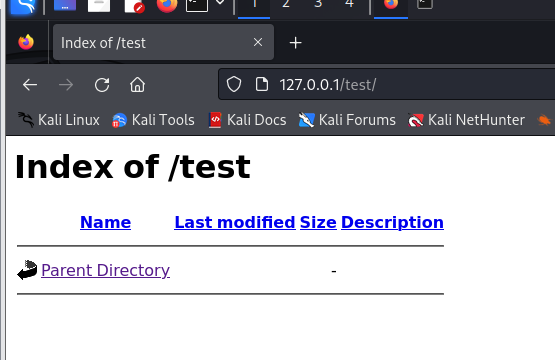 1 2 3 4
Index of /test
127.0.0.1/test/
Kali Linux Kali Tools Kali Docs Kali Forums Kali NetHunter
Index of /test
Name Last modified Size Description
Parent Directory -